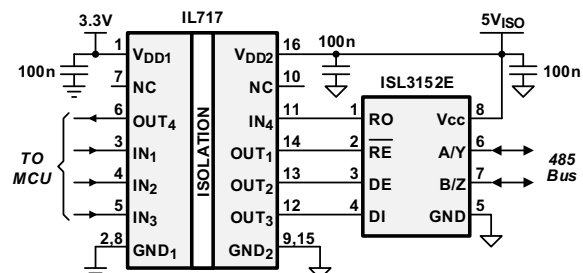 IL717
3.3V
5VISO
100n
1 VDD1 VDD2 16
100n
100n
7 NC NC 10
ISL3152E
6 OUT4 IN4 11
1 RO Vcc 8
TO MCU
ISOLATION
3 IN1 OUT1 14
2 RE A/Y 6
485 Bus
4 IN2 OUT2 13
3 DE B/Z 7
5 IN3 OUT3 12
4 DI GND 5
2,8 GND1 GND2 9,15